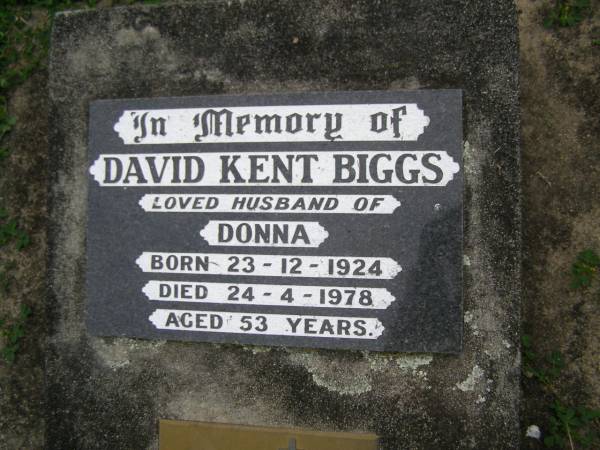 In Memory of
DAVID KENT BIGGS
LOVED HUSBAND OF
DONNA
BORN 23-12-1924
DIED 24-4-1978
AGED 53 YEARS.